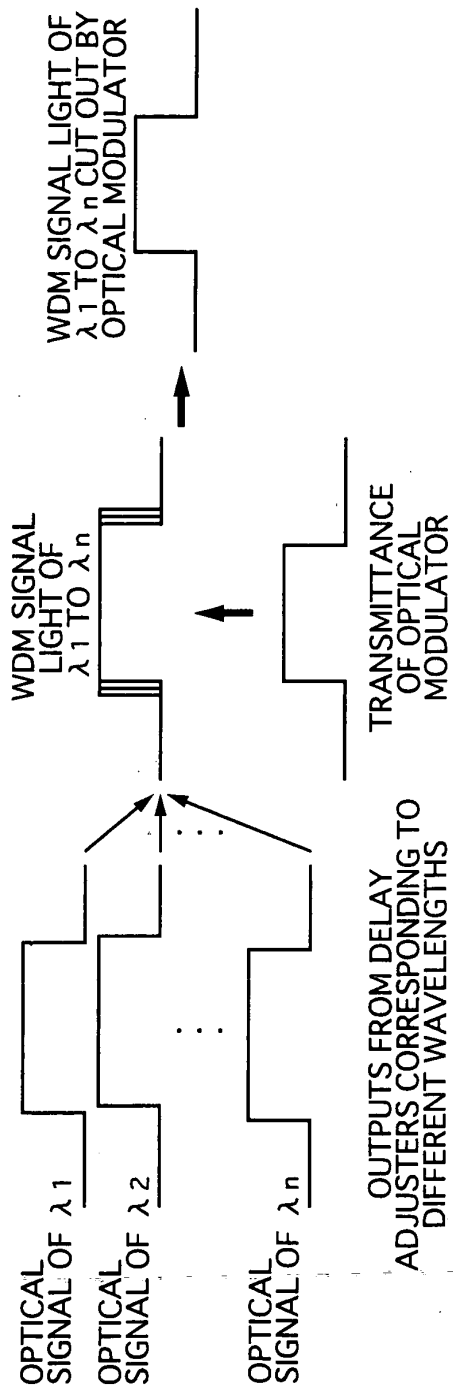 OPTICAL
SIGNAL OF λ1
OPTICAL
SIGNAL OF λ2
OPTICAL
SIGNAL OF λn
OUTPUTS FROM DELAY
ADJUSTERS CORRESPONDING TO
DIFFERENT WAVELENGTHS
WDM SIGNAL
LIGHT OF
λ1 TO λn
TRANSMITTANCE
OF OPTICAL
MODULATOR
WDM SIGNAL LIGHT OF
λ1 TO λn CUT OUT BY
OPTICAL MODULATOR